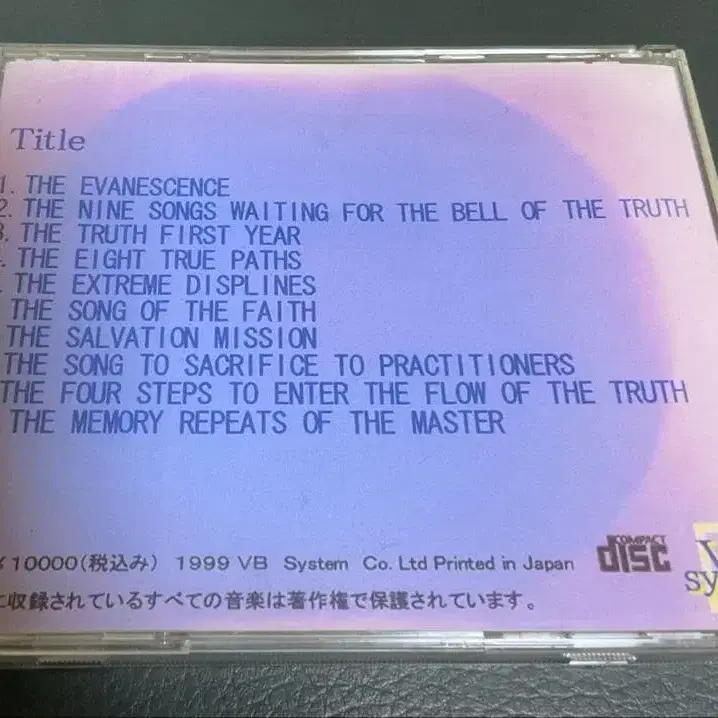 Title
1. THE EVANESCENCE
2. THE NINE SONGS WAITING FOR THE BELL OF THE TRUTH
3. THE TRUTH FIRST YEAR
THE EIGHT TRUE PATHS
THE EXTREME DISPLINES
THE SONG OF THE FAITH
THE SALVATION MISSION
THE SONG TO SACRIFICE TO PRACTITIONERS
THE FOUR STEPS TO ENTER THE FLOW OF THE TRUTH
THE MEMORY REPEATS OF THE MASTER
¥10000(税込み) 1999 VB System Co. Ltd Printed in Japan
COMPACT disc
に収録されているすべての音楽は著作権で保護されています。